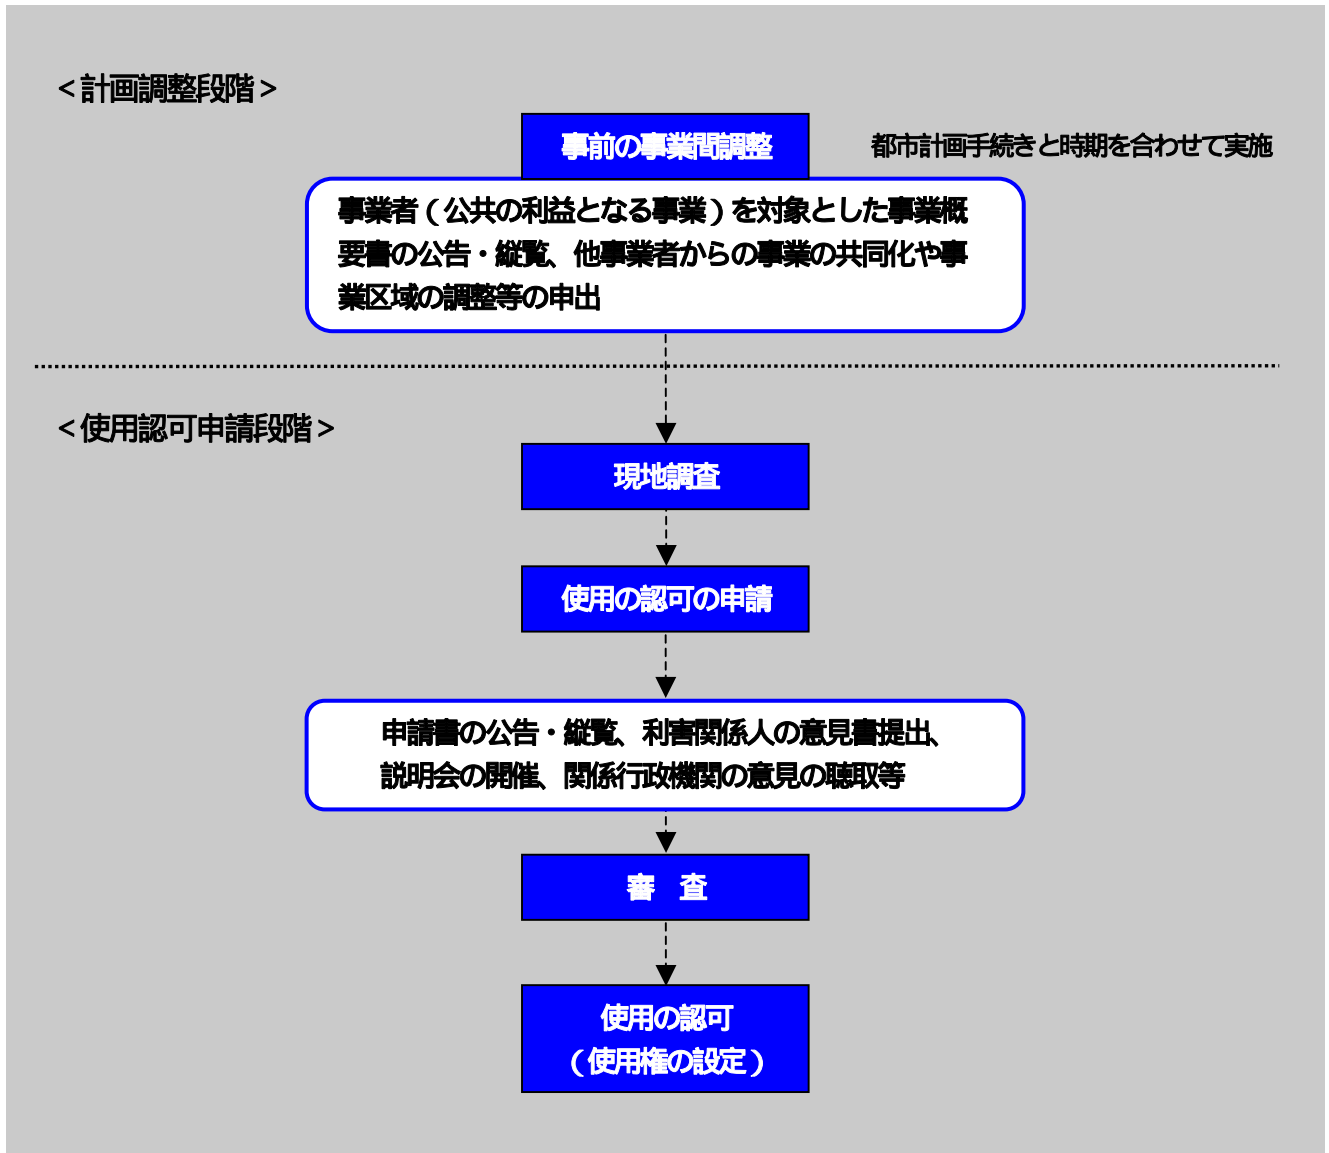 ＜計画調整段階＞
事前の事業間調整
都市計画手続きと時期を合わせて実施
事業者（公共の利益となる事業）を対象とした事業概
要書の公告・縦覧、他事業者からの事業の共同化や事
業区域の調整等の申出
＜使用認可申請段階＞
現地調査
使用の認可の申請
申請書の公告・縦覧、利害関係人の意見書提出、
説明会の開催、関係行政機関の意見の聴取等
審　査
使用の認可
（使用権の設定）